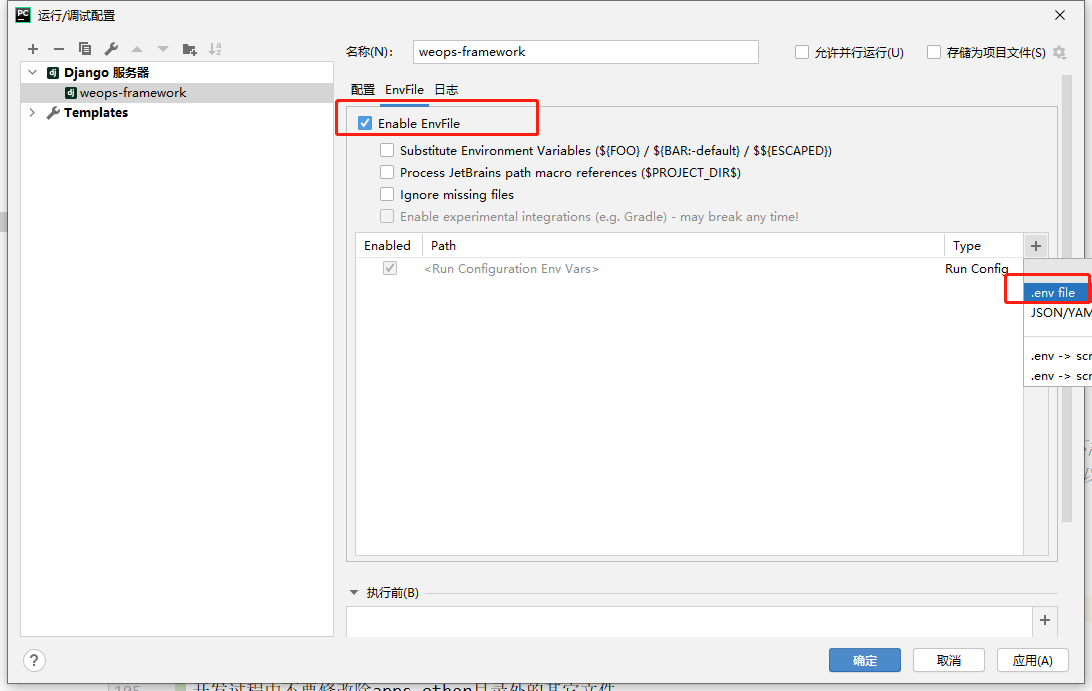 PC 运行/调试配置
名称(N): weops-framework 允许并行运行(U) 存储为项目文件(S)
dj Django 服务器
dj weops-framework
Templates
配置 EnvFile 日志
Enable EnvFile
Substitute Environment Variables (${FOO} / ${BAR:-default} / $${ESCAPED})
Process JetBrains path macro references ($PROJECT_DIR$)
Ignore missing files
Enable experimental integrations (e.g. Gradle) - may break any time!
Enabled Path Type
<Run Configuration Env Vars> Run Config
.env file
JSON/YAM
.env -> scr
.env -> scr
执行前(B)
? 确定 取消 应用(A)